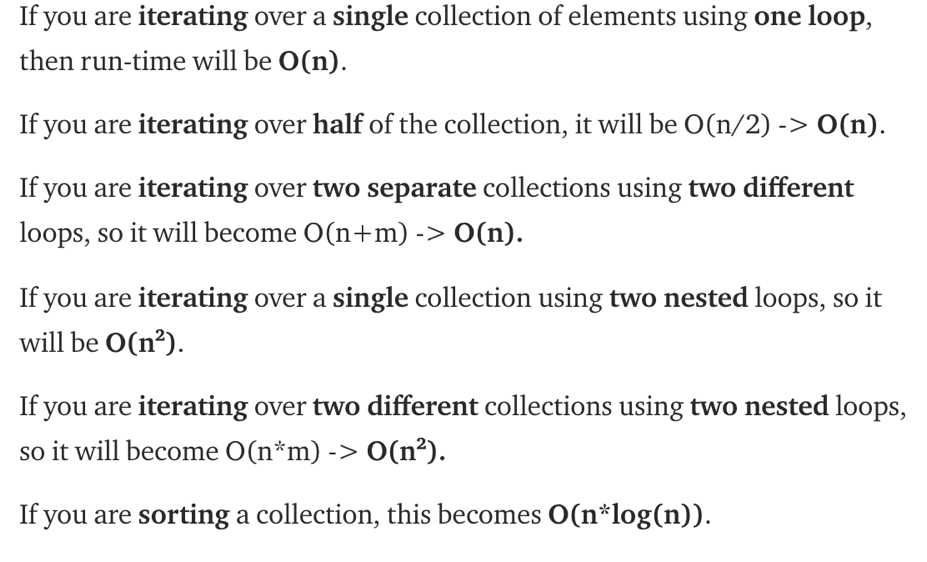 If you are iterating over a single collection of elements using one loop,
then run-time will be O(n).
If you are iterating over half of the collection, it will be O(n/2) -> O(n).
If you are iterating over two separate collections using two different
loops, so it will become O(n+m) -> O(n).
If you are iterating over a single collection using two nested loops, so it
will be O(n²).
If you are iterating over two different collections using two nested loops,
so it will become O(n*m) -> O(n²).
If you are sorting a collection, this becomes O(n*log(n)).